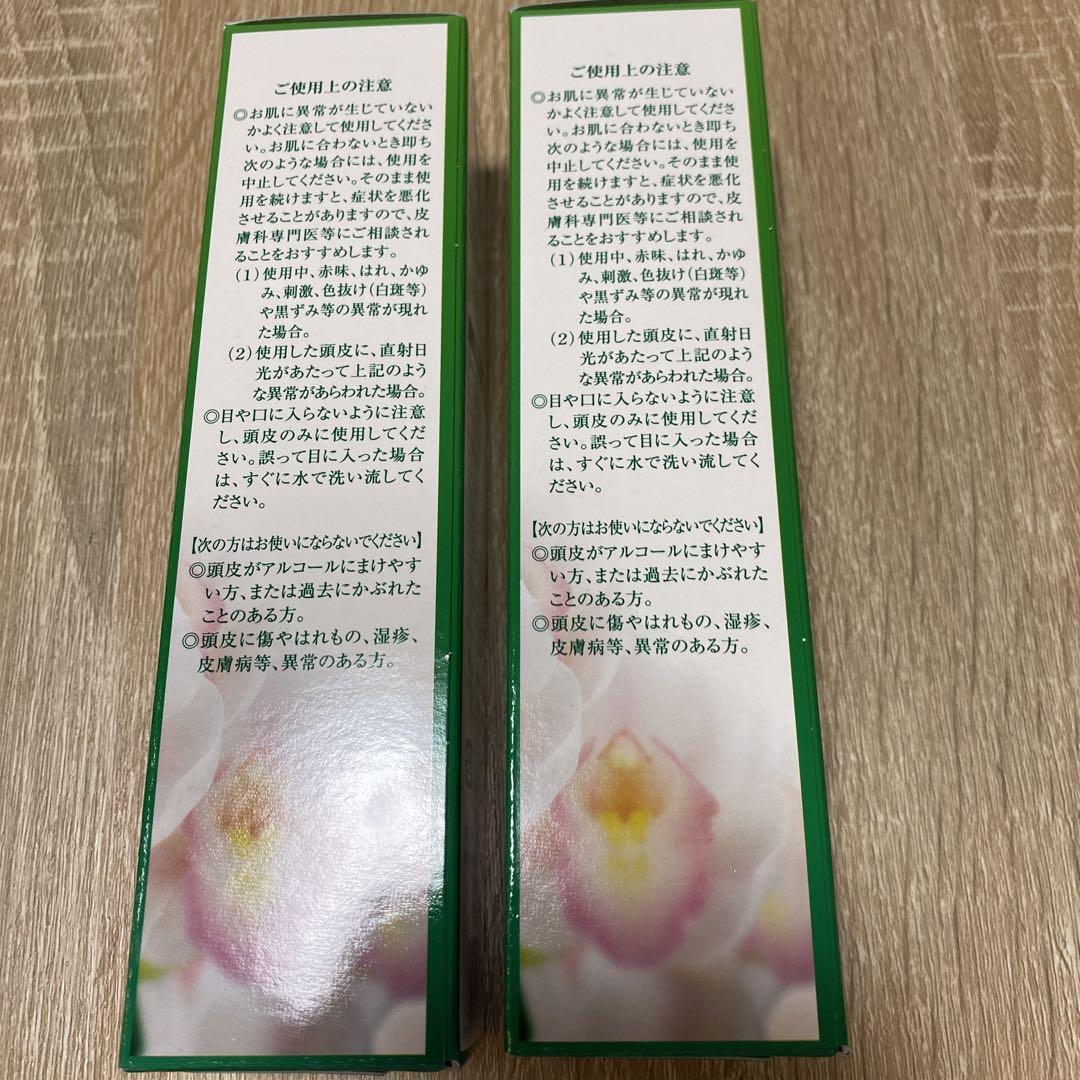 ご使用上の注意
◎お肌に異常が生じていない
かよく注意して使用してくださ
い。お肌に合わないとき即ち
次のような場合には、使用を
中止してください。そのまま使
用を続けますと、症状を悪化
させることがありますので、皮
膚科専門医等にご相談され
ることをおすすめします。
(1)使用中、赤味、はれ、かゆ
み、刺激、色抜け(白斑等)
や黒ずみ等の異常が現れ
た場合。
(2)使用した頭皮に、直射日
光があたって上記のよう
な異常があらわれた場合。
◎目や口に入らないように注意
し、頭皮のみに使用してくだ
さい。誤って目に入った場合
は、すぐに水で洗い流してく
ださい。
【次の方はお使いにならないでください】
◎頭皮がアルコールにまけやす
い方、または過去にかぶれた
ことのある方。
◎頭皮に傷やはれもの、湿疹、
皮膚病等、異常のある方。
ご使用上の注意
◎お肌に異常が生じていない
かよく注意して使用してくださ
い。お肌に合わないとき即ち
次のような場合には、使用を
中止してください。そのまま使
用を続けますと、症状を悪化
させることがありますので、皮
膚科専門医等にご相談され
ることをおすすめします。
(1)使用中、赤味、はれ、かゆ
み、刺激、色抜け(白斑等)
や黒ずみ等の異常が現れ
た場合。
(2)使用した頭皮に、直射日
光があたって上記のよう
な異常があらわれた場合。
◎目や口に入らないように注意
し、頭皮のみに使用してくだ
さい。誤って目に入った場合
は、すぐに水で洗い流してく
ださい。
【次の方はお使いにならないでください】
◎頭皮がアルコールにまけやす
い方、または過去にかぶれた
ことのある方。
◎頭皮に傷やはれもの、湿疹、
皮膚病等、異常のある方。